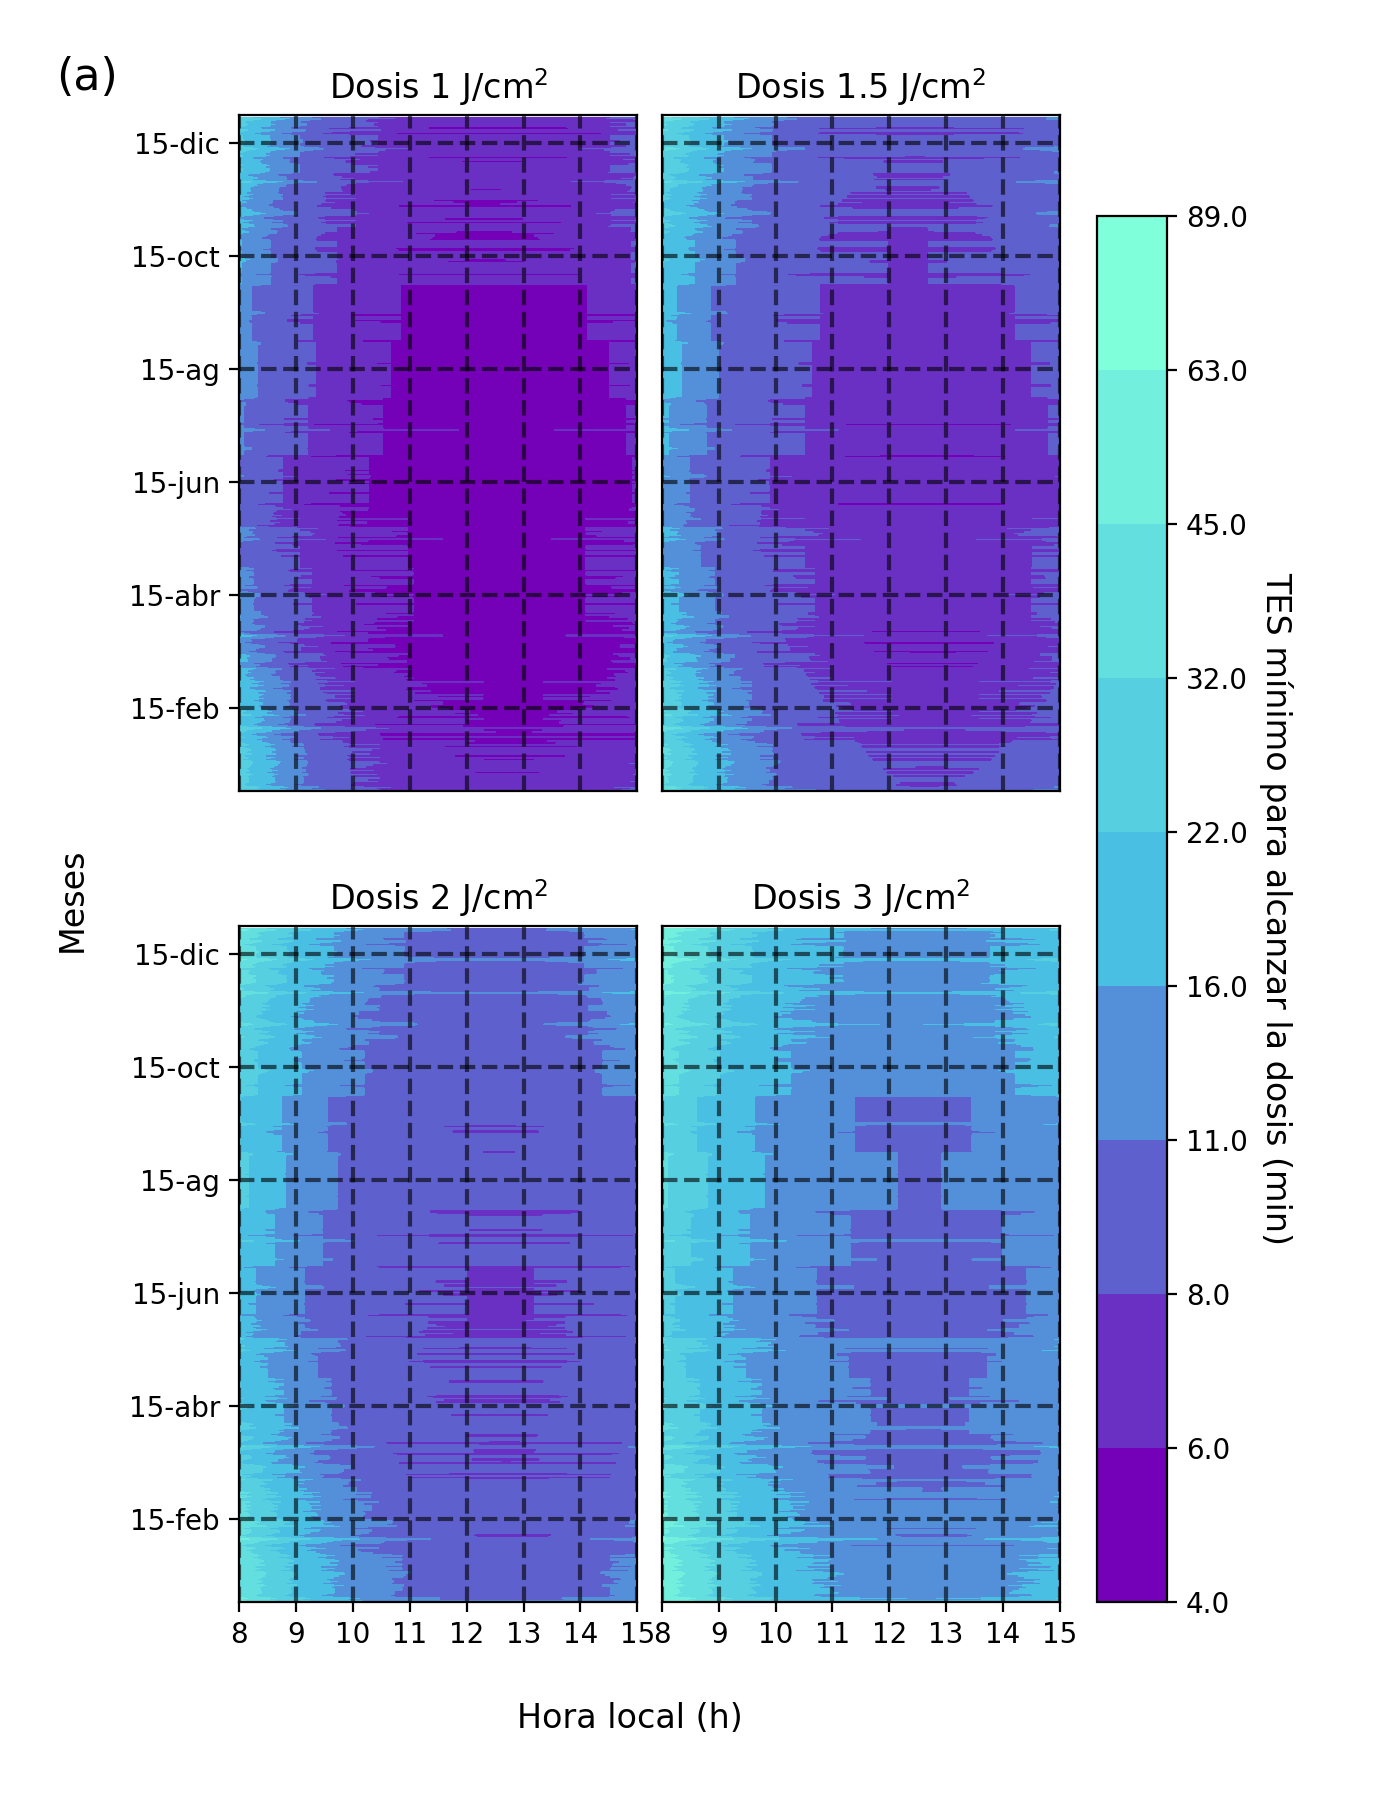 (a)
Dosis 1 J/cm²
Dosis 1.5 J/cm²
15-dic
15-oct
15-ag
15-jun
15-abr
15-feb
Meses
Dosis 2 J/cm²
Dosis 3 J/cm²
15-dic
15-oct
15-ag
15-jun
15-abr
15-feb
8 9 10 11 12 13 14 15
8 9 10 11 12 13 14 15
Hora local (h)
89.0
63.0
45.0
32.0
22.0
16.0
11.0
8.0
6.0
4.0
TES mínimo para alcanzar la dosis (min)